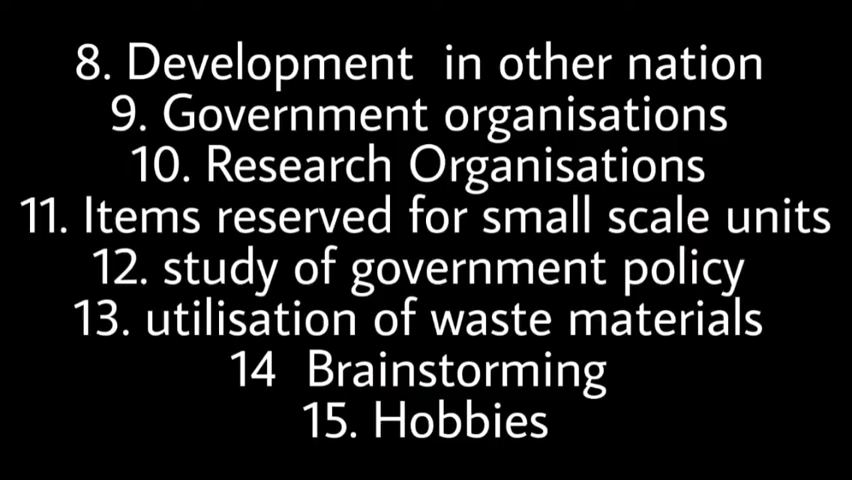 8. Development in other nation
9. Government organisations
10. Research Organisations
11. Items reserved for small scale units
12. study of government policy
13. utilisation of waste materials
14 Brainstorming
15. Hobbies